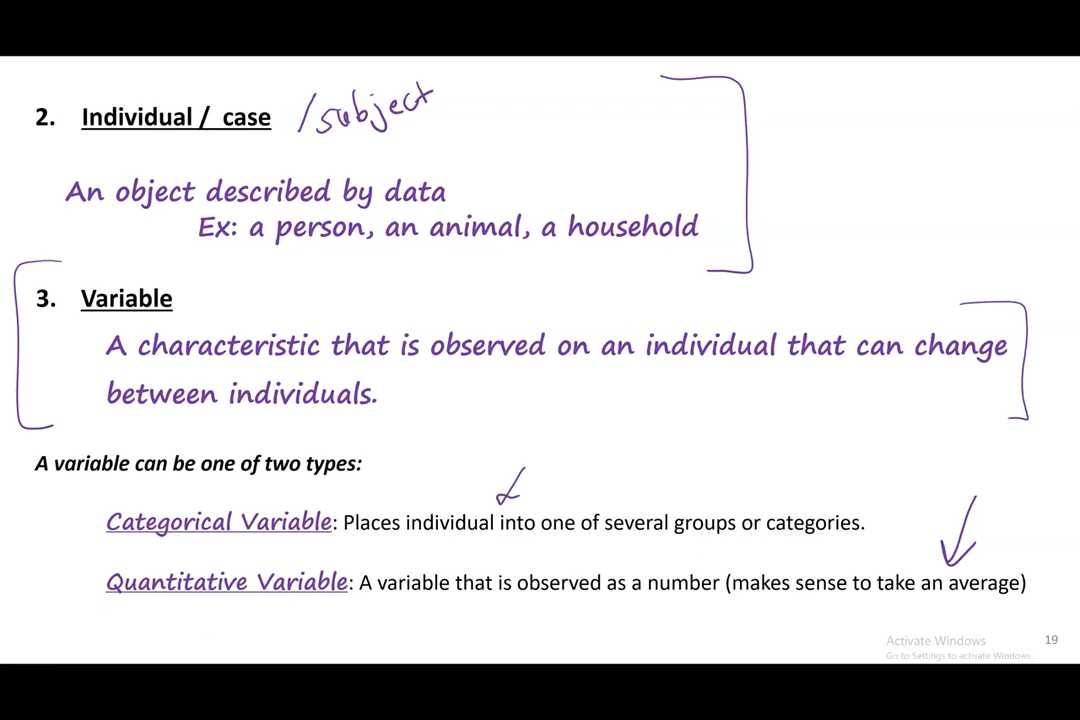 2. Individual / case /subject
An object described by data
Ex: a person, an animal, a household
3. Variable
A characteristic that is observed on an individual that can change
between individuals.
A variable can be one of two types:
Categorical Variable: Places individual into one of several groups or categories.
Quantitative Variable: A variable that is observed as a number (makes sense to take an average)
Activate Windows
19
Go to Settings to activate Windows.